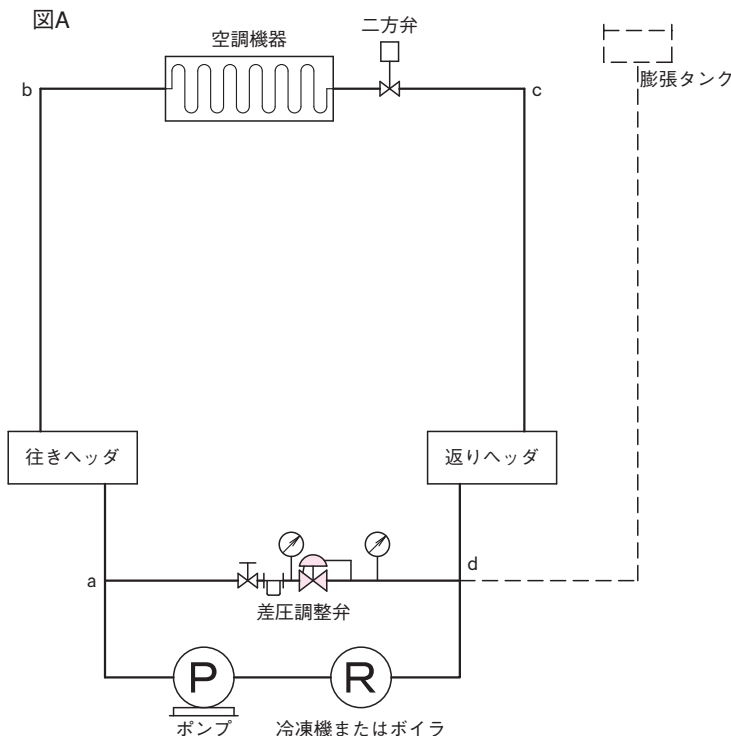 図A
二方弁
空調機器
b
c
膨張タンク
往きヘッダ
返りヘッダ
a
d
差圧調整弁
P
R
ポンプ
冷凍機またはボイラ